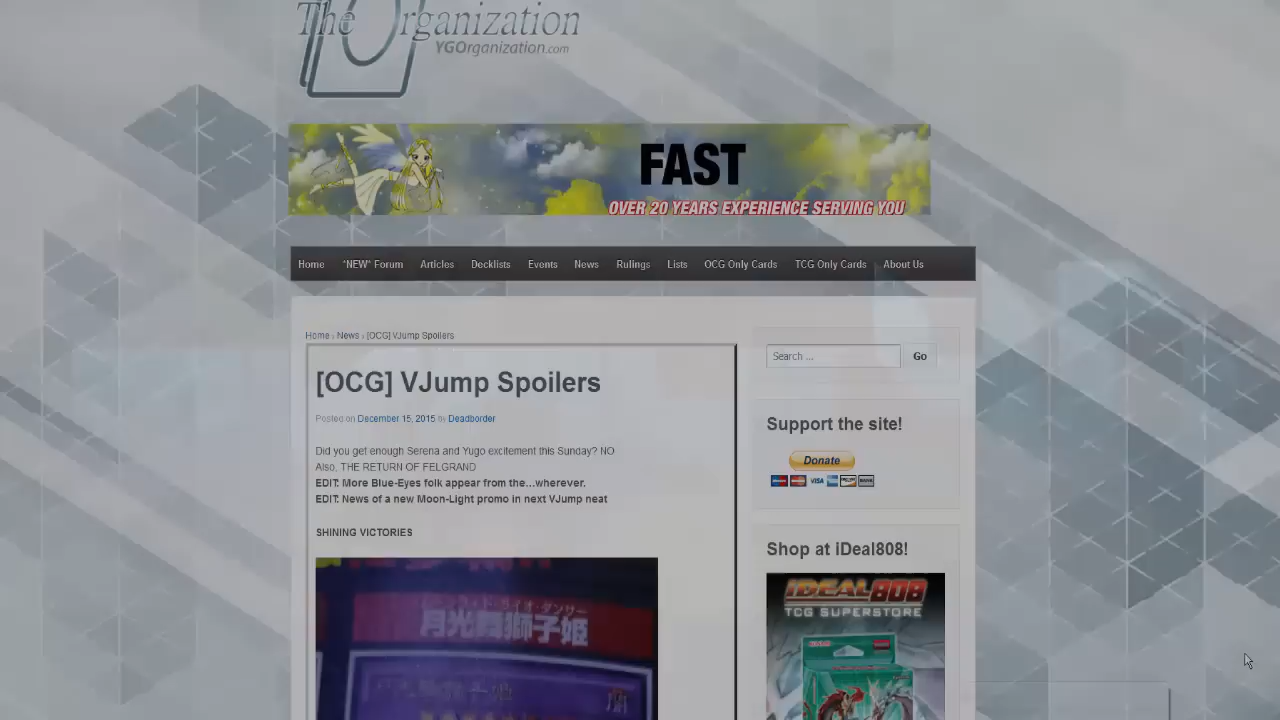 The Organization
YGOrganization.com
FAST
OVER 20 YEARS EXPERIENCE SERVING YOU
Home *NEW* Forum Articles Decklists Events News Rulings Lists OCG Only Cards TCG Only Cards About Us
Home › News › [OCG] VJump Spoilers
[OCG] VJump Spoilers
Posted on December 15, 2015 by Deadborder
Did you get enough Serena and Yugo excitement this Sunday? NO
Also, THE RETURN OF FELGRAND
EDIT: More Blue-Eyes folk appear from the…wherever.
EDIT: News of a new Moon-Light promo in next VJump neat
SHINING VICTORIES
月光舞獅子姫
Search …
Go
Support the site!
Donate
VISA
Shop at iDeal808!
iDEAL808
TCG SUPERSTORE